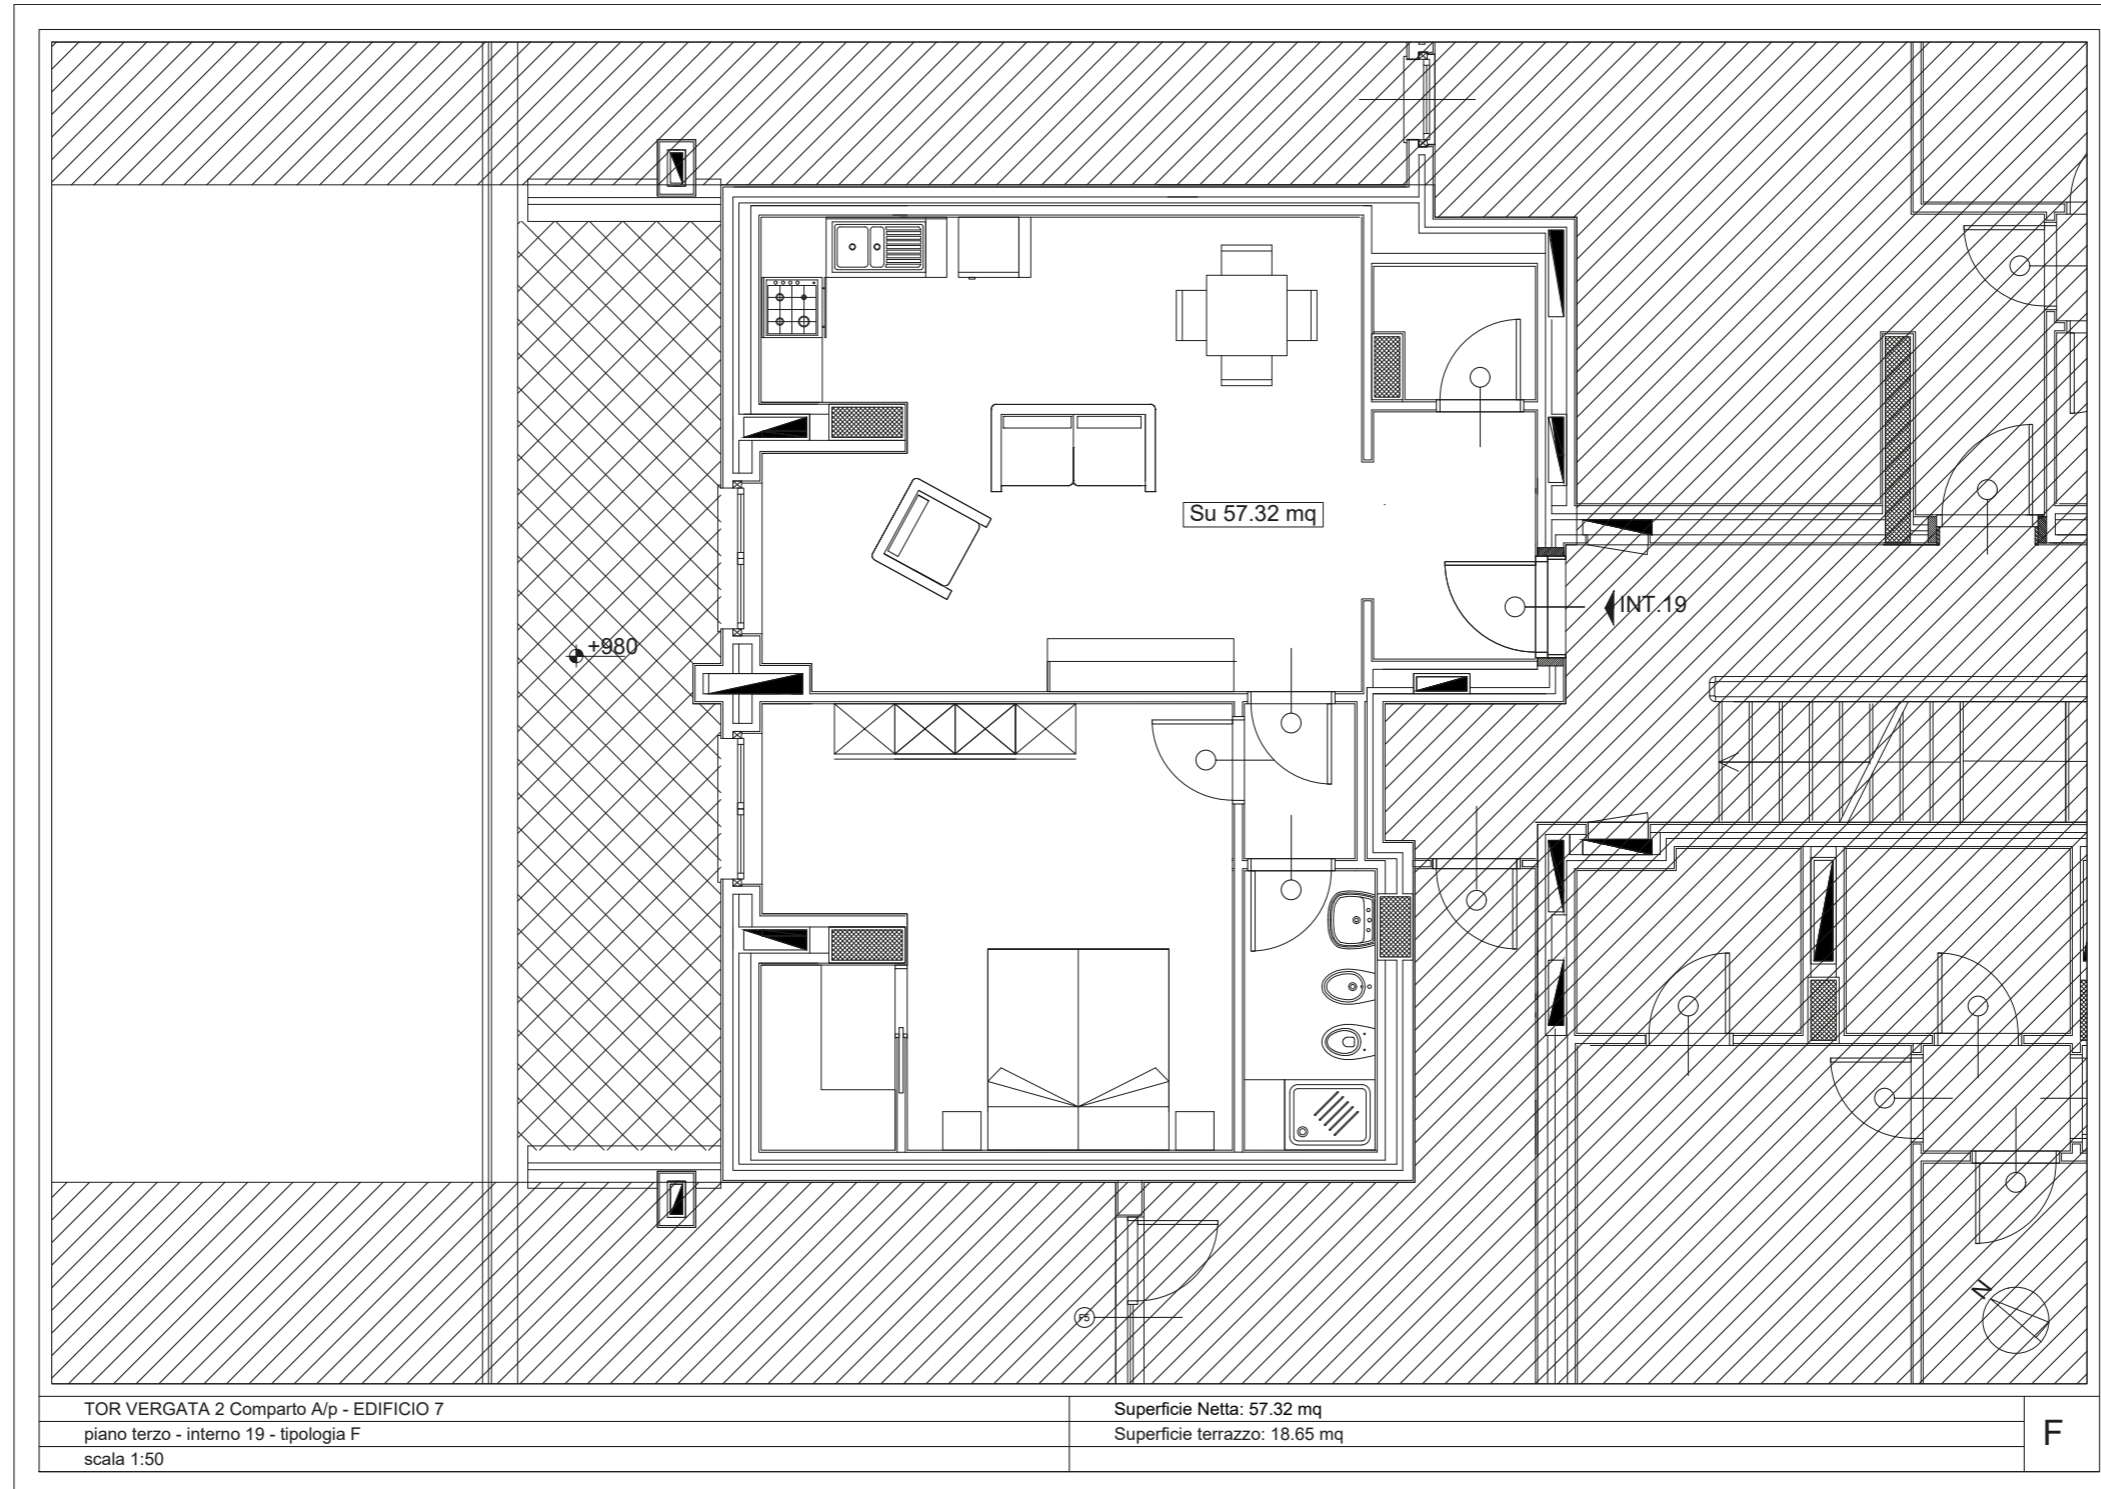 Su 57.32 mq
INT.19
+980
F5
N
TOR VERGATA 2 Comparto A/p - EDIFICIO 7
piano terzo - interno 19 - tipologia F
scala 1:50
Superficie Netta: 57.32 mq
Superficie terrazzo: 18.65 mq
F